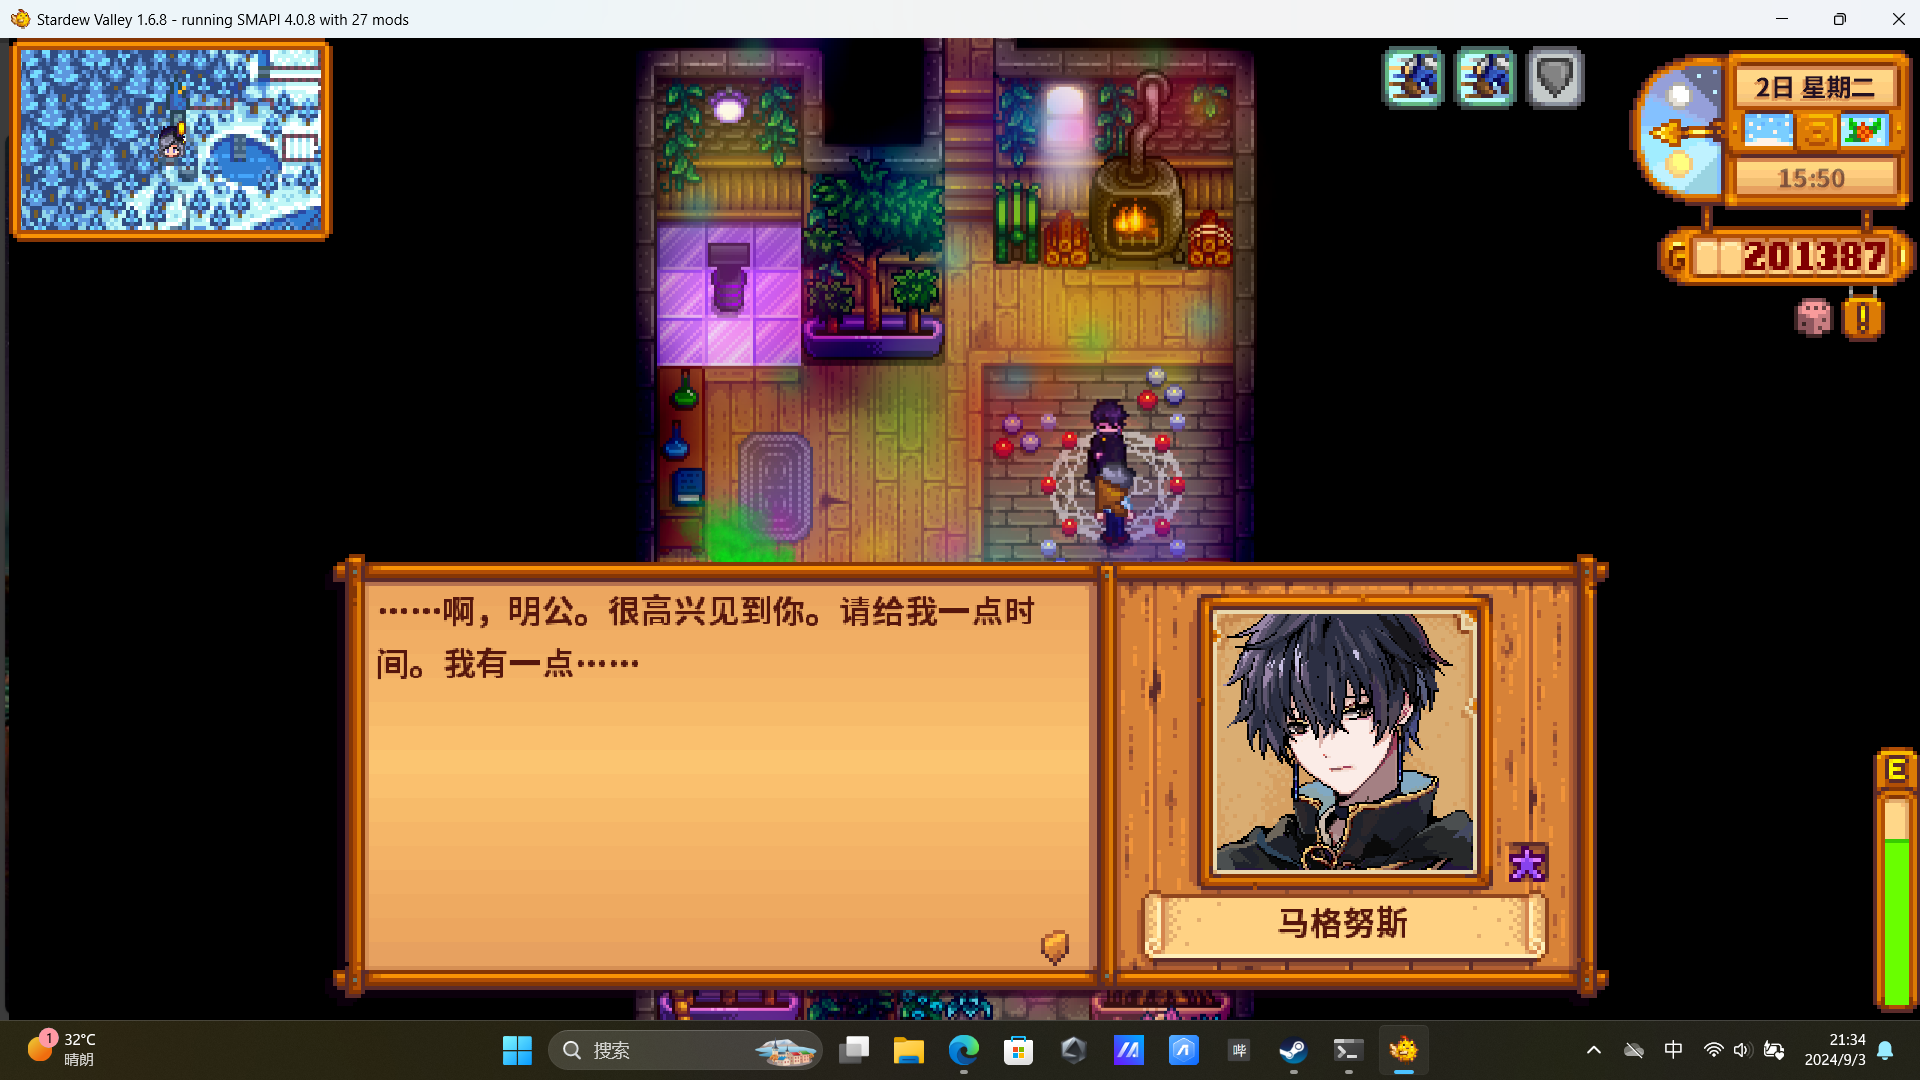 Stardew Valley 1.6.8 - running SMAPI 4.0.8 with 27 mods
2日 星期二
15:50
G
201387
……啊，明公。很高兴见到你。请给我一点时
间。我有一点……
马格努斯
E
1
32°C
晴朗
搜索
哔
中
21:34
2024/9/3